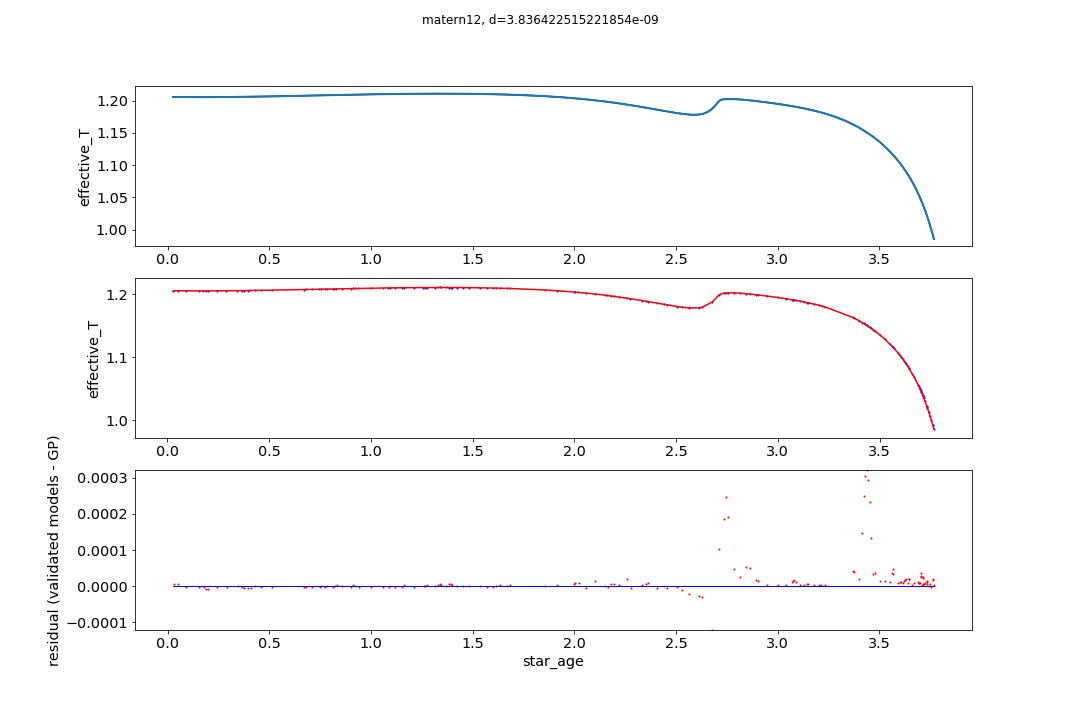 matern12, d=3.836422515221854e-09
effective_T
1.20
1.15
1.10
1.05
1.00
0.0 0.5 1.0 1.5 2.0 2.5 3.0 3.5
effective_T
1.2
1.1
1.0
0.0 0.5 1.0 1.5 2.0 2.5 3.0 3.5
residual (validated models - GP)
0.0003
0.0002
0.0001
0.0000
−0.0001
0.0 0.5 1.0 1.5 2.0 2.5 3.0 3.5
star_age